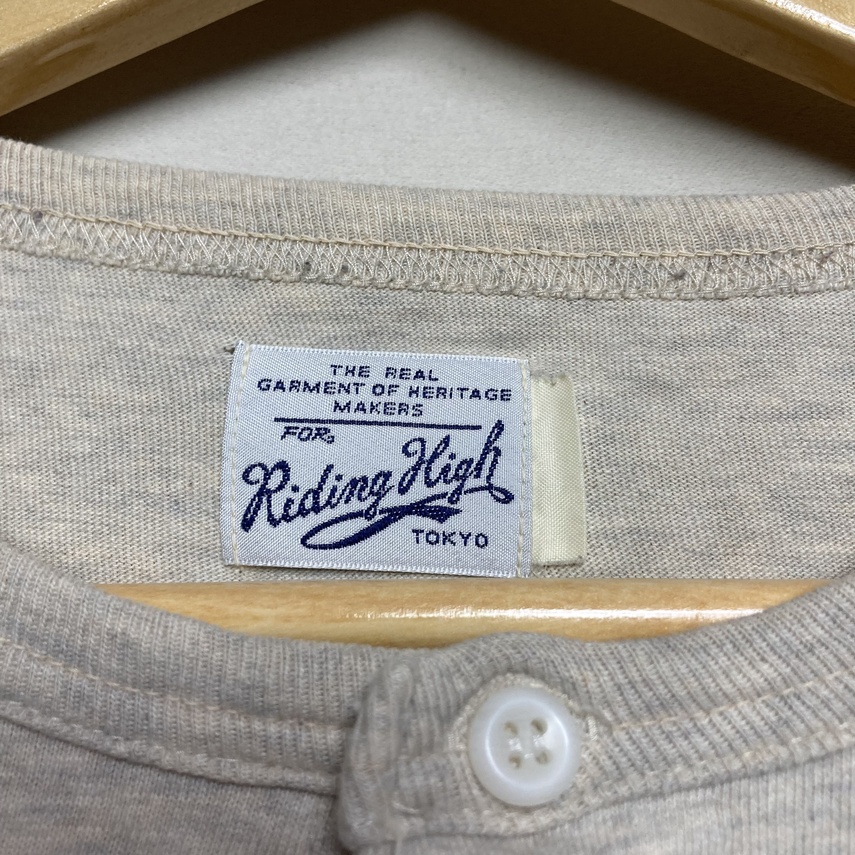 THE REAL
GARMENT OF HERITAGE
MAKERS
FOR
Riding High
TOKYO